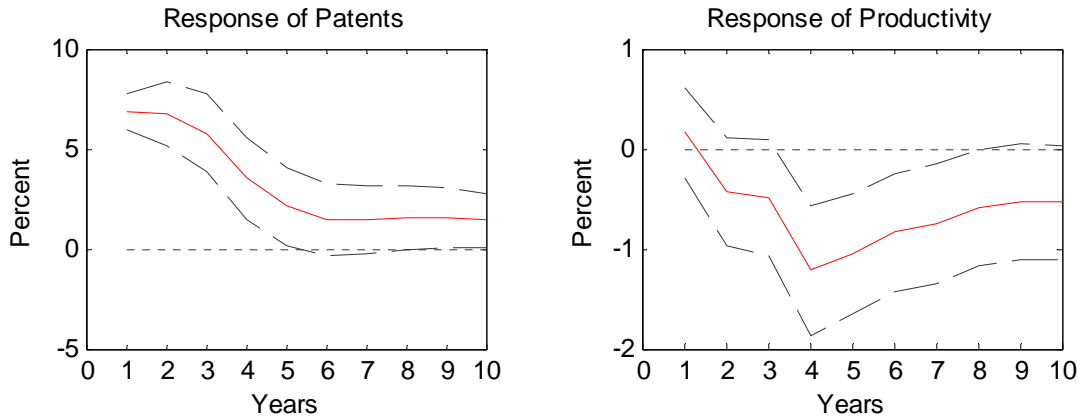 Response of Patents
10
5
0
-5
Percent
0 1 2 3 4 5 6 7 8 9 10
Years
Response of Productivity
1
0
-1
-2
Percent
0 1 2 3 4 5 6 7 8 9 10
Years